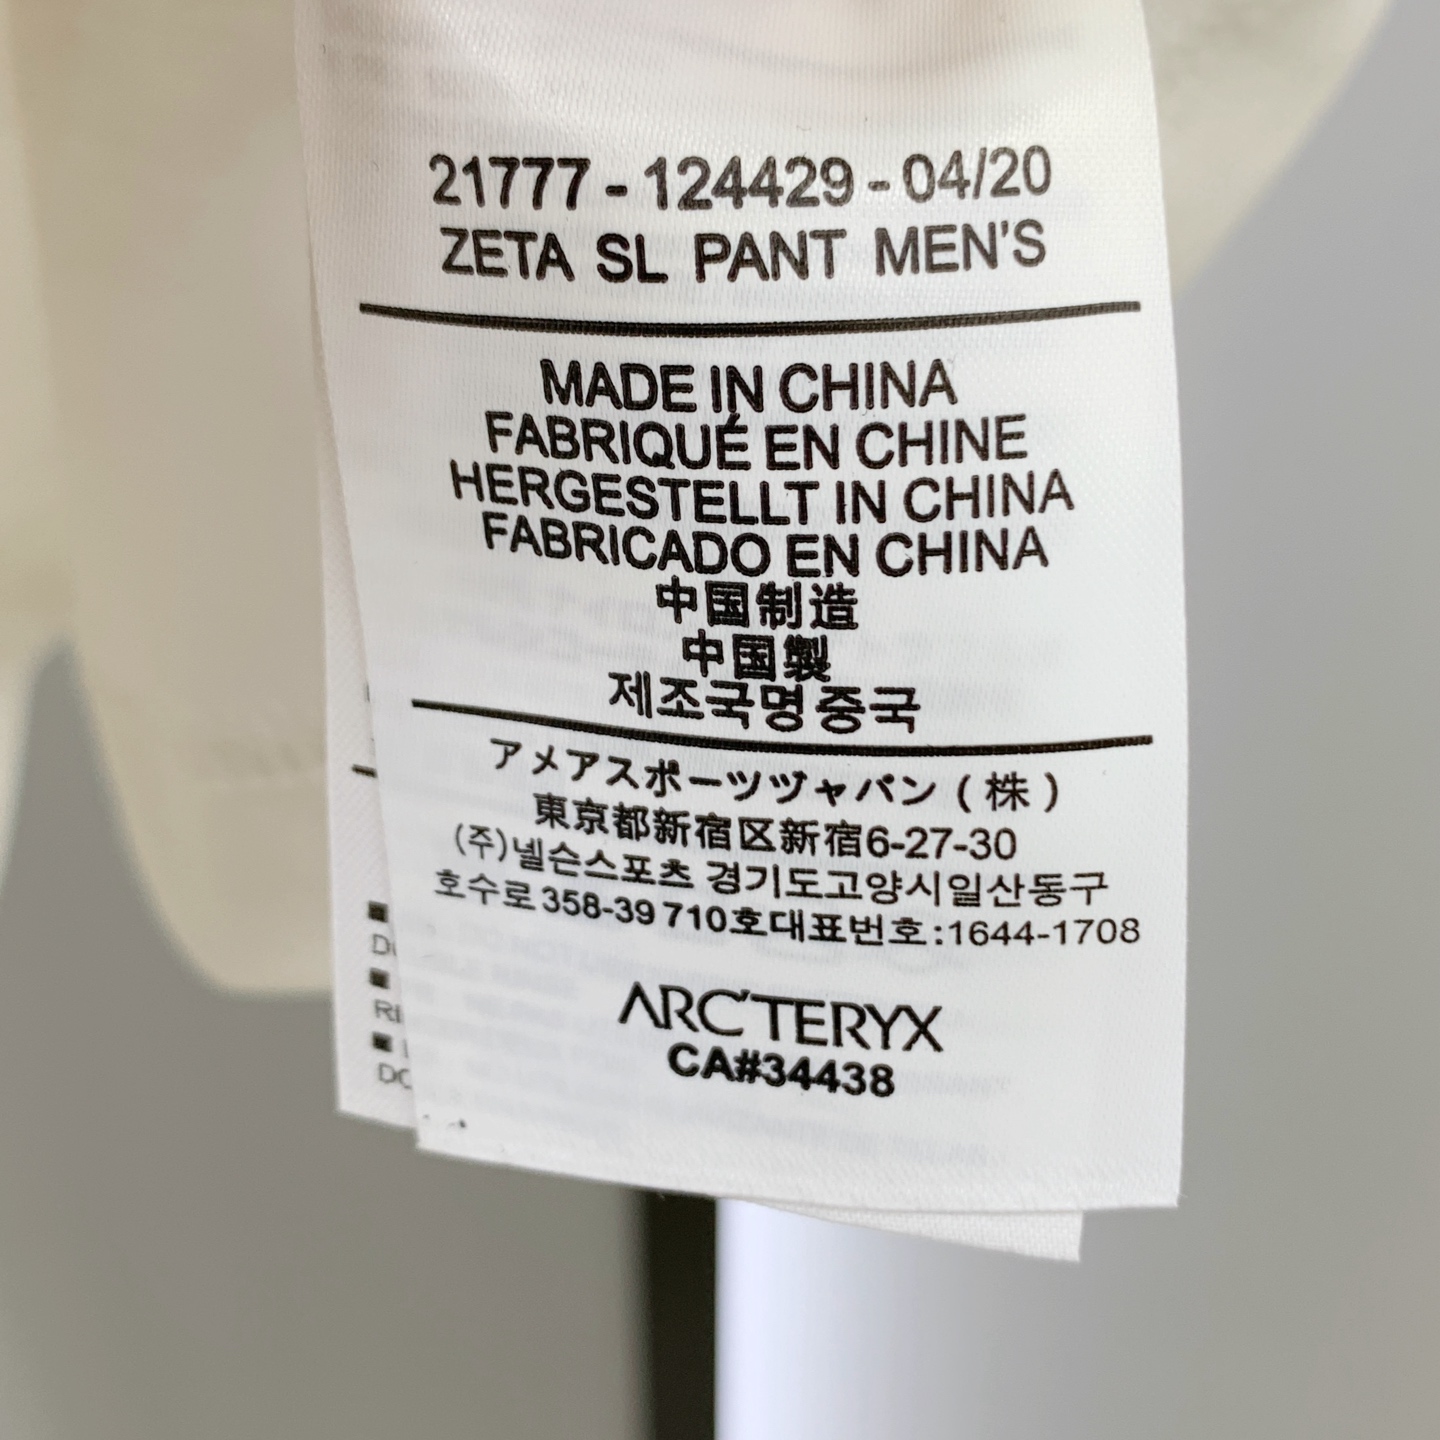 21777 - 124429 - 04/20
ZETA SL PANT MEN'S
MADE IN CHINA
FABRIQUÉ EN CHINE
HERGESTELLT IN CHINA
FABRICADO EN CHINA
中国制造
中国製
제조국명 중국
アメアスポーツヅャパン (株)
東京都新宿区新宿6-27-30
(주)넬슨스포츠 경기도고양시일산동구
호수로 358-39 710호대표번호:1644-1708
ARC'TERYX
CA#34438